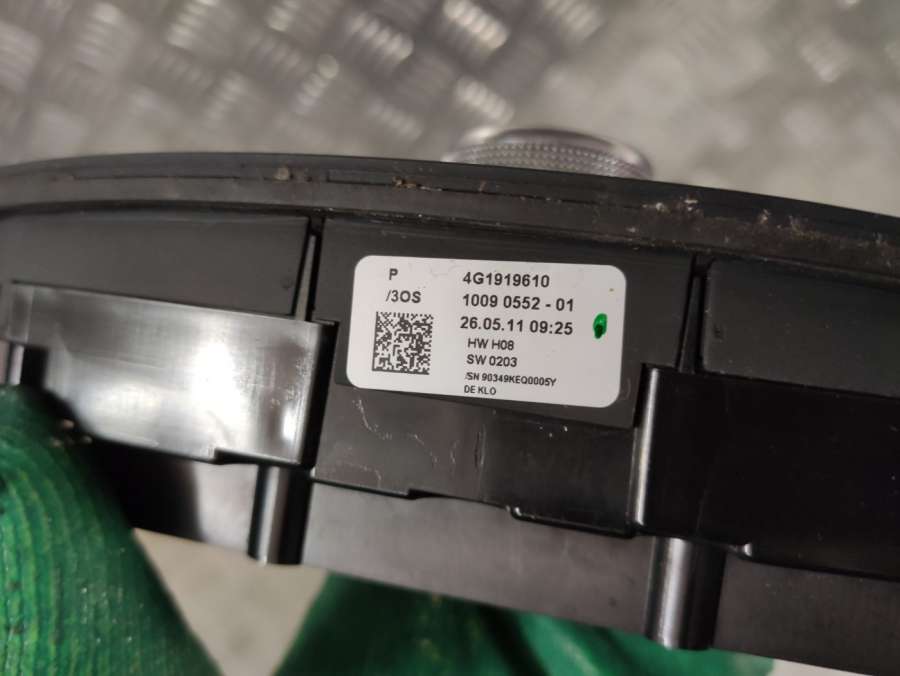 P 4G1919610
/3OS 1009 0552 - 01
26.05.11 09:25
HW H08
SW 0203
/SN 90349KEQ0005Y
DE KLO